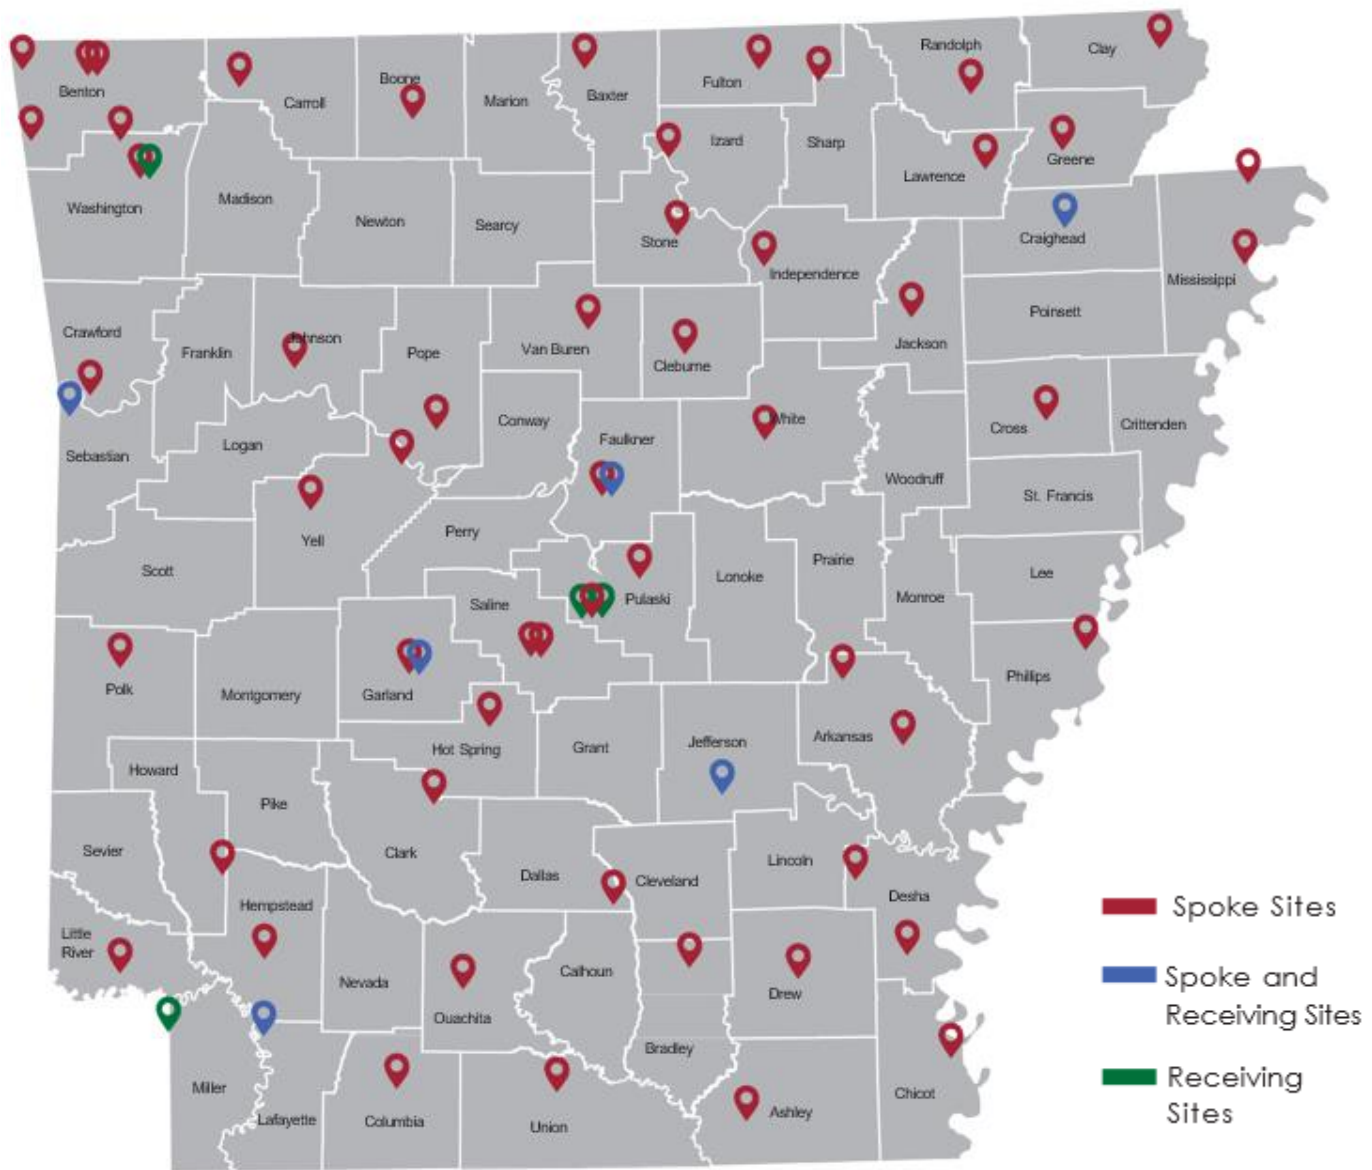 Randolph
Clay
Benton
Boone
Carroll
Marion
Baxter
Fulton
Izard
Sharp
Lawrence
Greene
Washington
Madison
Newton
Searcy
Stone
Independence
Craighead
Mississippi
Crawford
Franklin
Johnson
Pope
Van Buren
Cleburne
Jackson
Poinsett
Sebastian
Logan
Conway
Faulkner
White
Woodruff
Cross
Crittenden
St. Francis
Scott
Yell
Perry
Saline
Pulaski
Lonoke
Prairie
Monroe
Lee
Polk
Montgomery
Garland
Hot Spring
Grant
Jefferson
Arkansas
Phillips
Howard
Pike
Sevier
Clark
Dallas
Cleveland
Lincoln
Desha
Little
River
Hempstead
Nevada
Ouachita
Calhoun
Bradley
Drew
Miller
Lafayette
Columbia
Union
Ashley
Chicot
Spoke Sites
Spoke and
Receiving Sites
Receiving
Sites